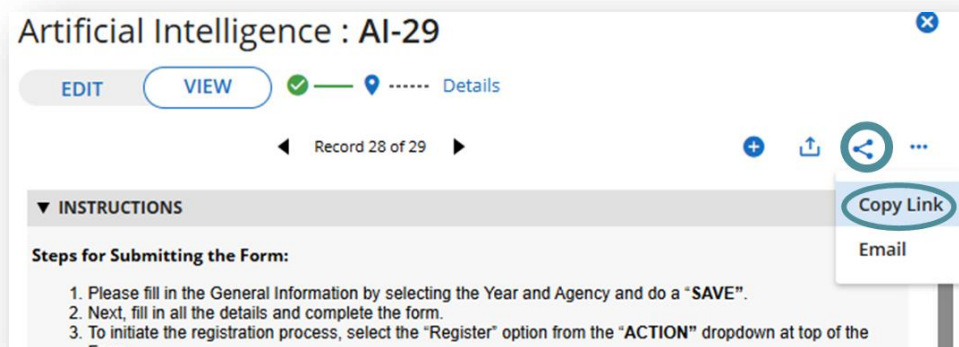 Artificial Intelligence : AI-29
EDIT VIEW Details
Record 28 of 29
▼ INSTRUCTIONS
Copy Link
Email
Steps for Submitting the Form:
1. Please fill in the General Information by selecting the Year and Agency and do a “SAVE”.
2. Next, fill in all the details and complete the form.
3. To initiate the registration process, select the “Register” option from the “ACTION” dropdown at top of the